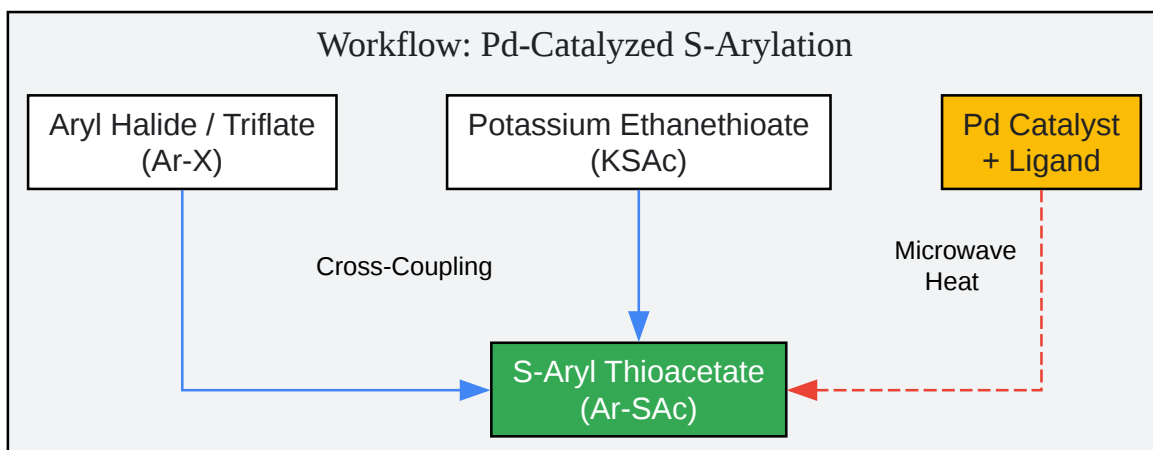 Workflow: Pd-Catalyzed S-Arylation
Aryl Halide / Triflate
(Ar-X)
Potassium Ethanethioate
(KSAc)
Pd Catalyst
+ Ligand
Cross-Coupling
Microwave
Heat
S-Aryl Thioacetate
(Ar-SAc)